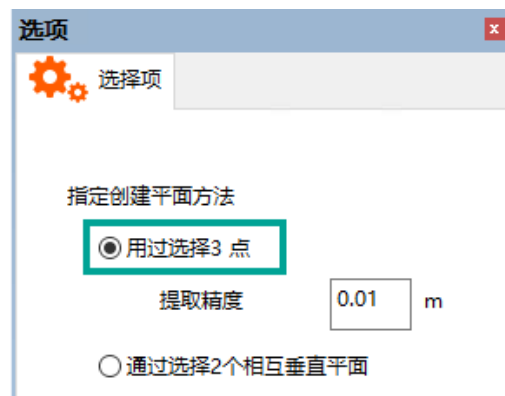 选项
选择项
指定创建平面方法
用过选择3 点
提取精度 0.01 m
通过选择2个相互垂直平面